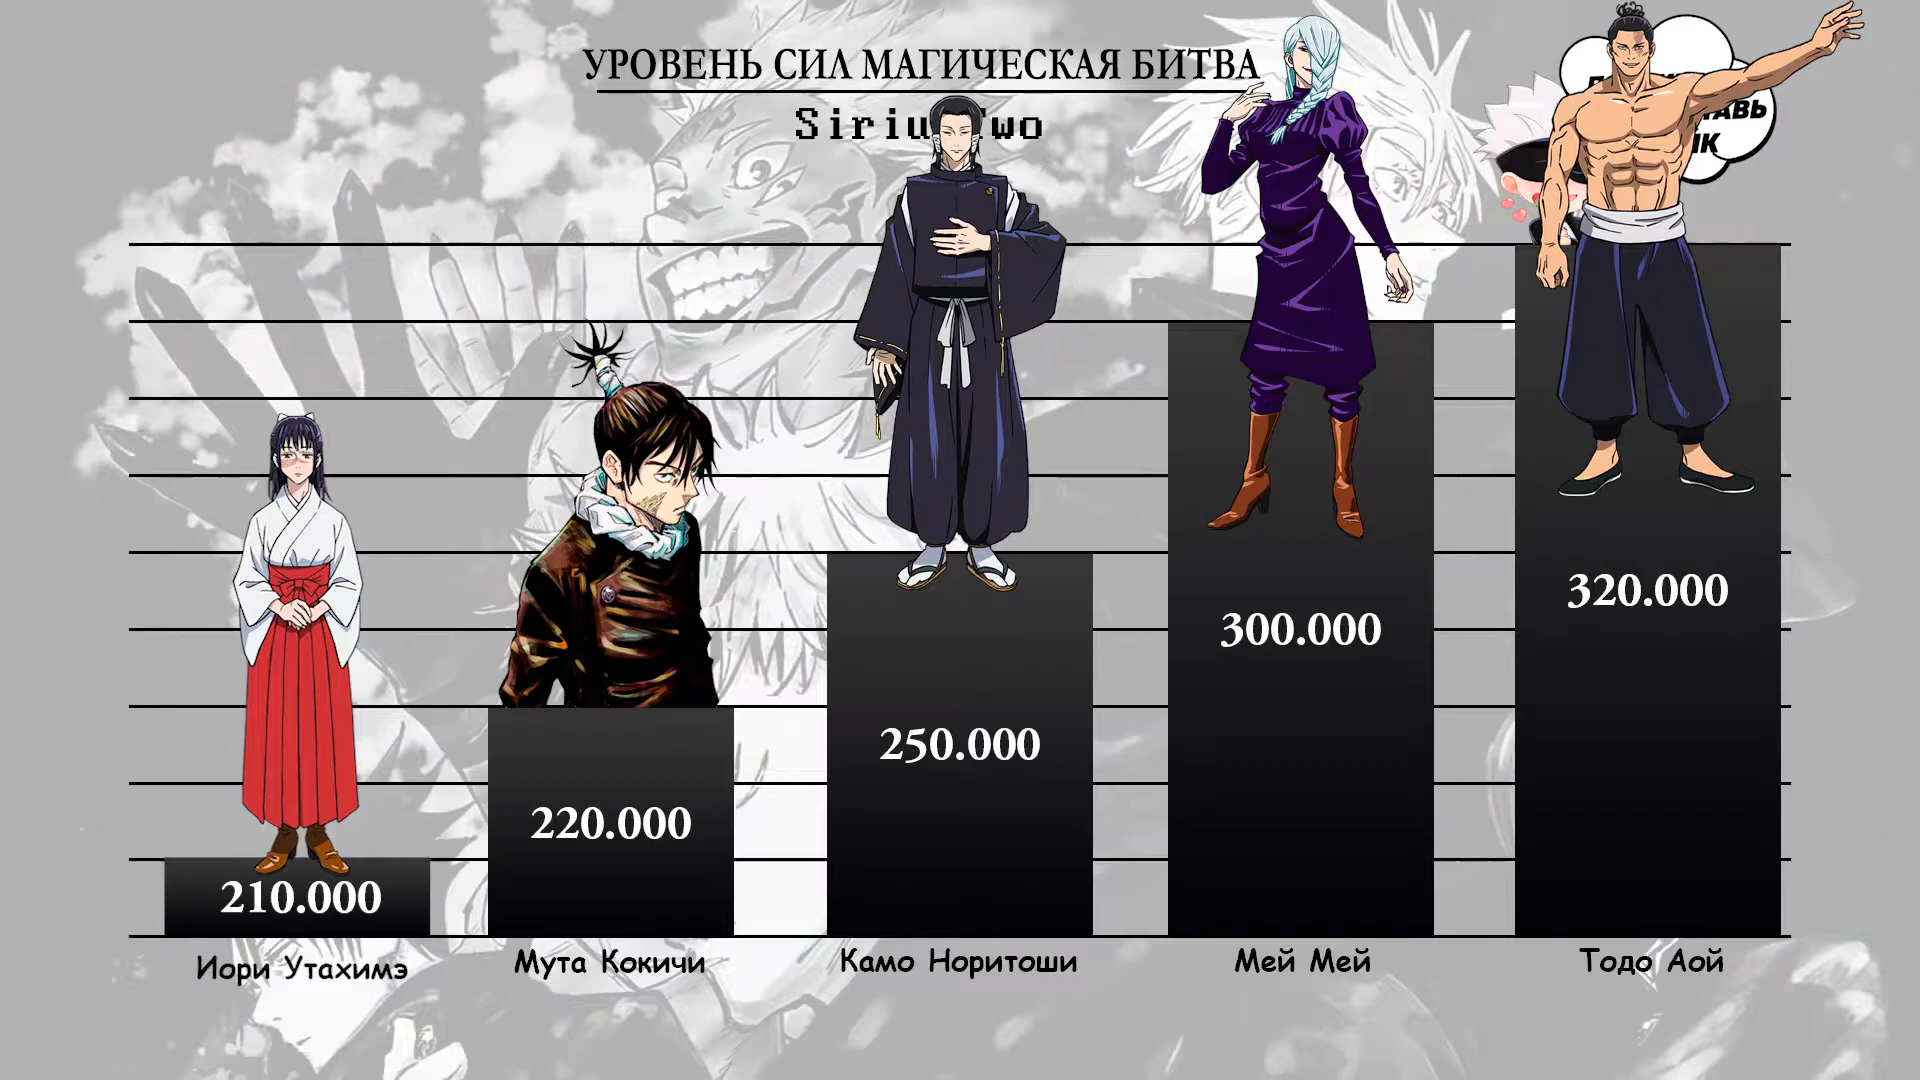 УРОВЕНЬ СИЛ МАГИЧЕСКАЯ БИТВА
210.000
220.000
250.000
300.000
320.000
Иори Утахимэ
Мута Кокичи
Камо Норитоши
Мей Мей
Тодо Аой